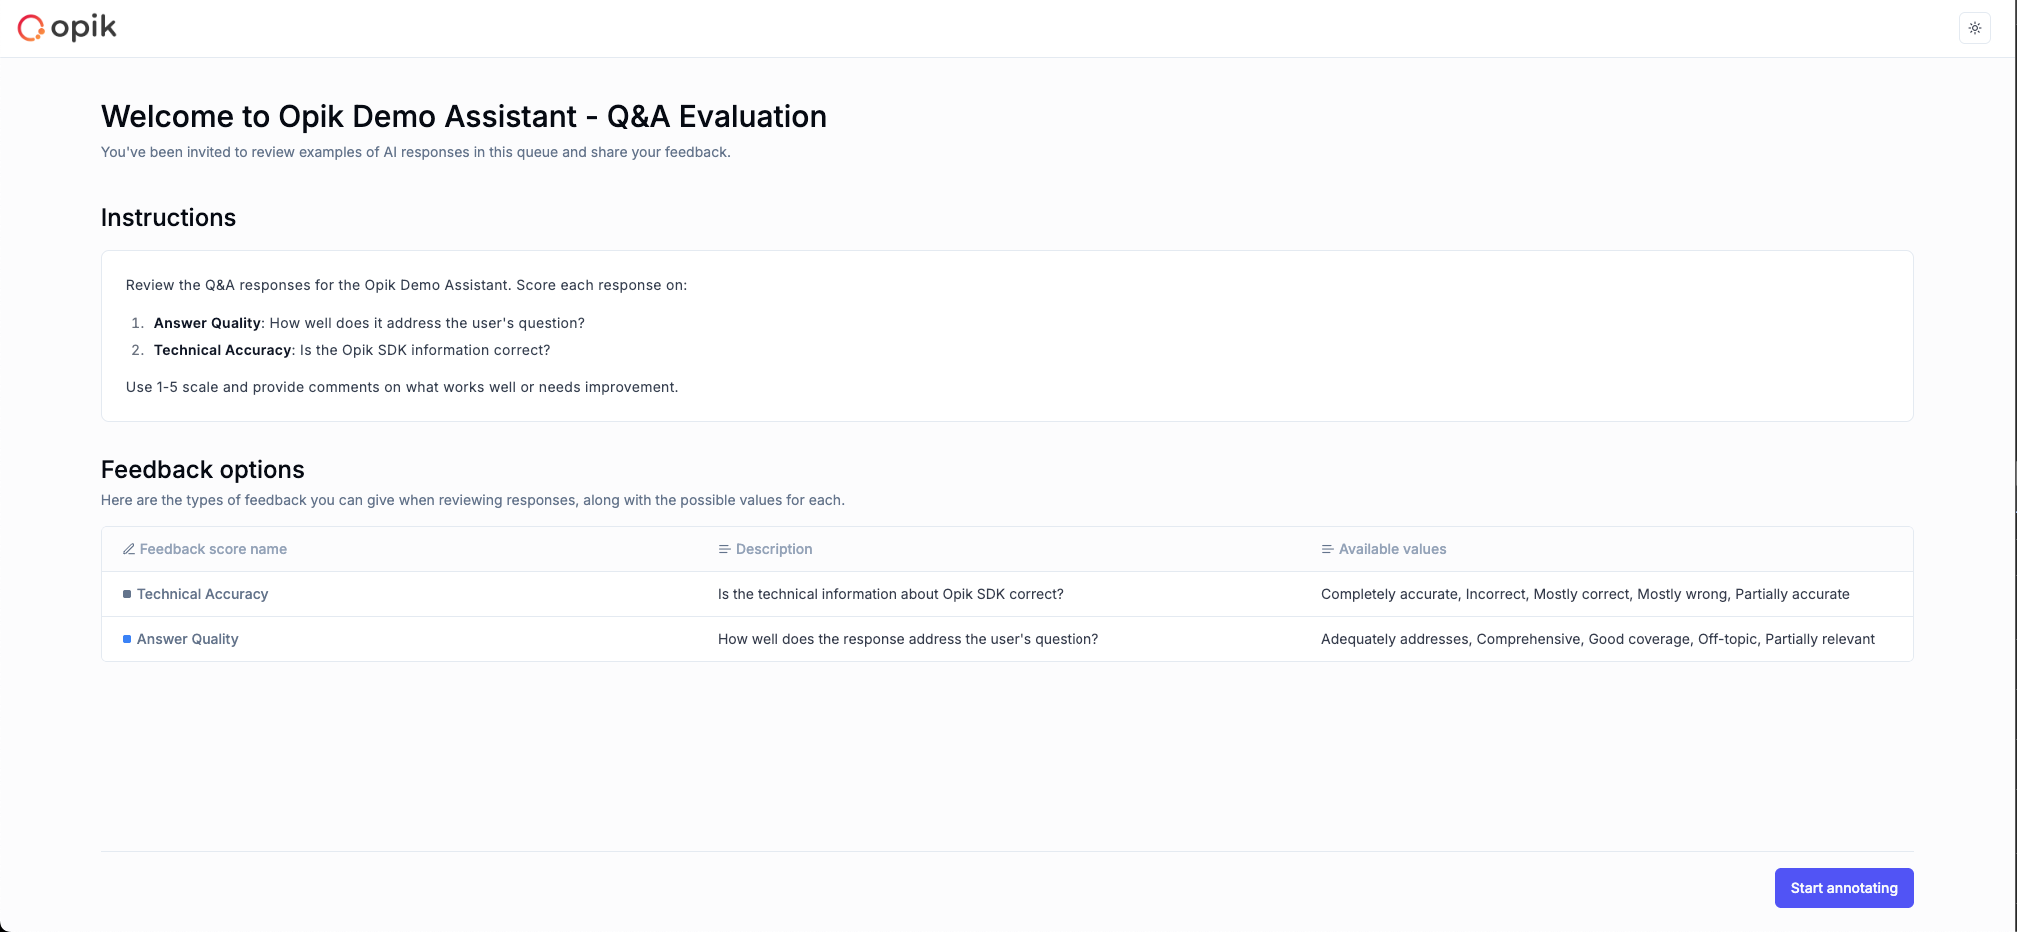 opik
Welcome to Opik Demo Assistant - Q&A Evaluation
You've been invited to review examples of AI responses in this queue and share your feedback.
Instructions
Review the Q&A responses for the Opik Demo Assistant. Score each response on:
1. Answer Quality: How well does it address the user's question?
2. Technical Accuracy: Is the Opik SDK information correct?
Use 1-5 scale and provide comments on what works well or needs improvement.
Feedback options
Here are the types of feedback you can give when reviewing responses, along with the possible values for each.
Feedback score name Description Available values
Technical Accuracy Is the technical information about Opik SDK correct? Completely accurate, Incorrect, Mostly correct, Mostly wrong, Partially accurate
Answer Quality How well does the response address the user's question? Adequately addresses, Comprehensive, Good coverage, Off-topic, Partially relevant
Start annotating